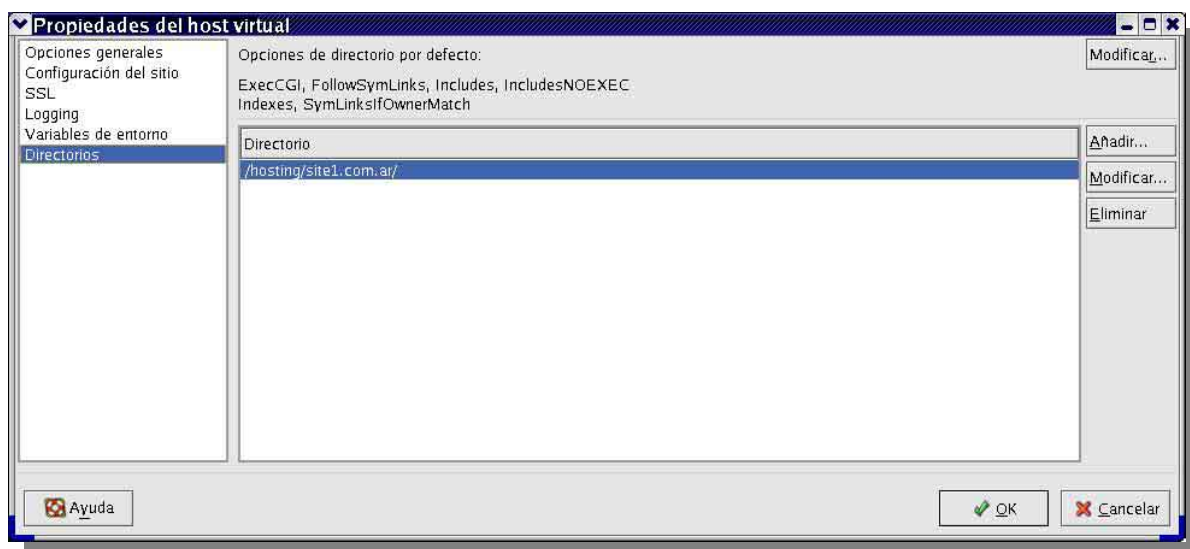 Propiedades del host virtual
Opciones generales
Configuración del sitio
SSL
Logging
Variables de entorno
Directorios
Opciones de directorio por defecto:
ExecCGI, FollowSymLinks, Includes, IncludesNOEXEC
Indexes, SymLinksIfOwnerMatch
Modificar...
Directorio
/hosting/site1.com.ar/
Añadir...
Modificar...
Eliminar
Ayuda
OK
Cancelar